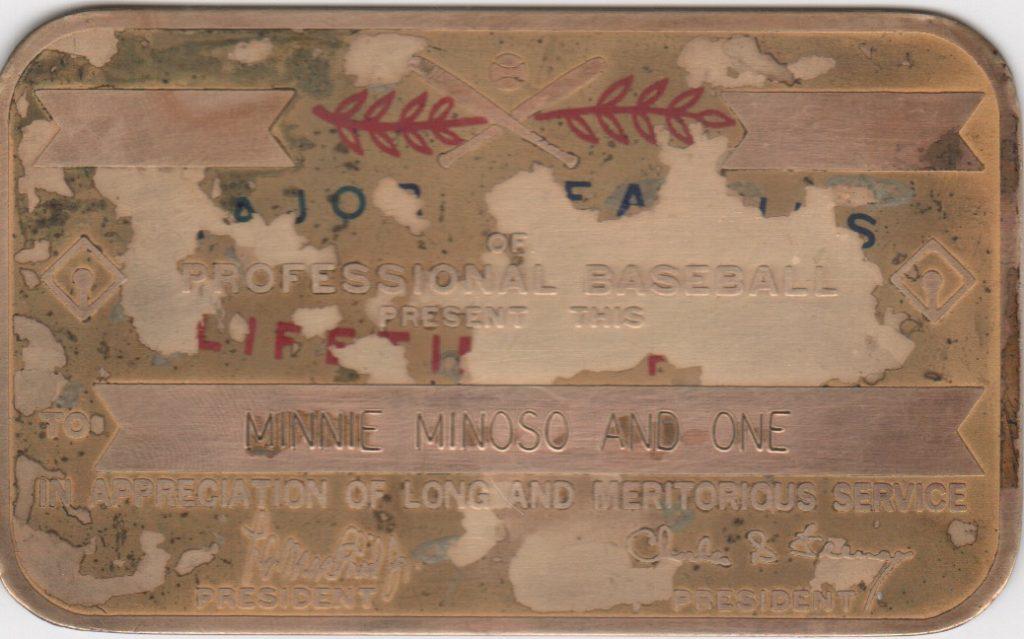 OF
PROFESSIONAL BASEBALL
PRESENT THIS
TO
MINNIE MINOSO AND ONE
IN APPRECIATION OF LONG AND MERITORIOUS SERVICE
PRESIDENT PRESIDENT